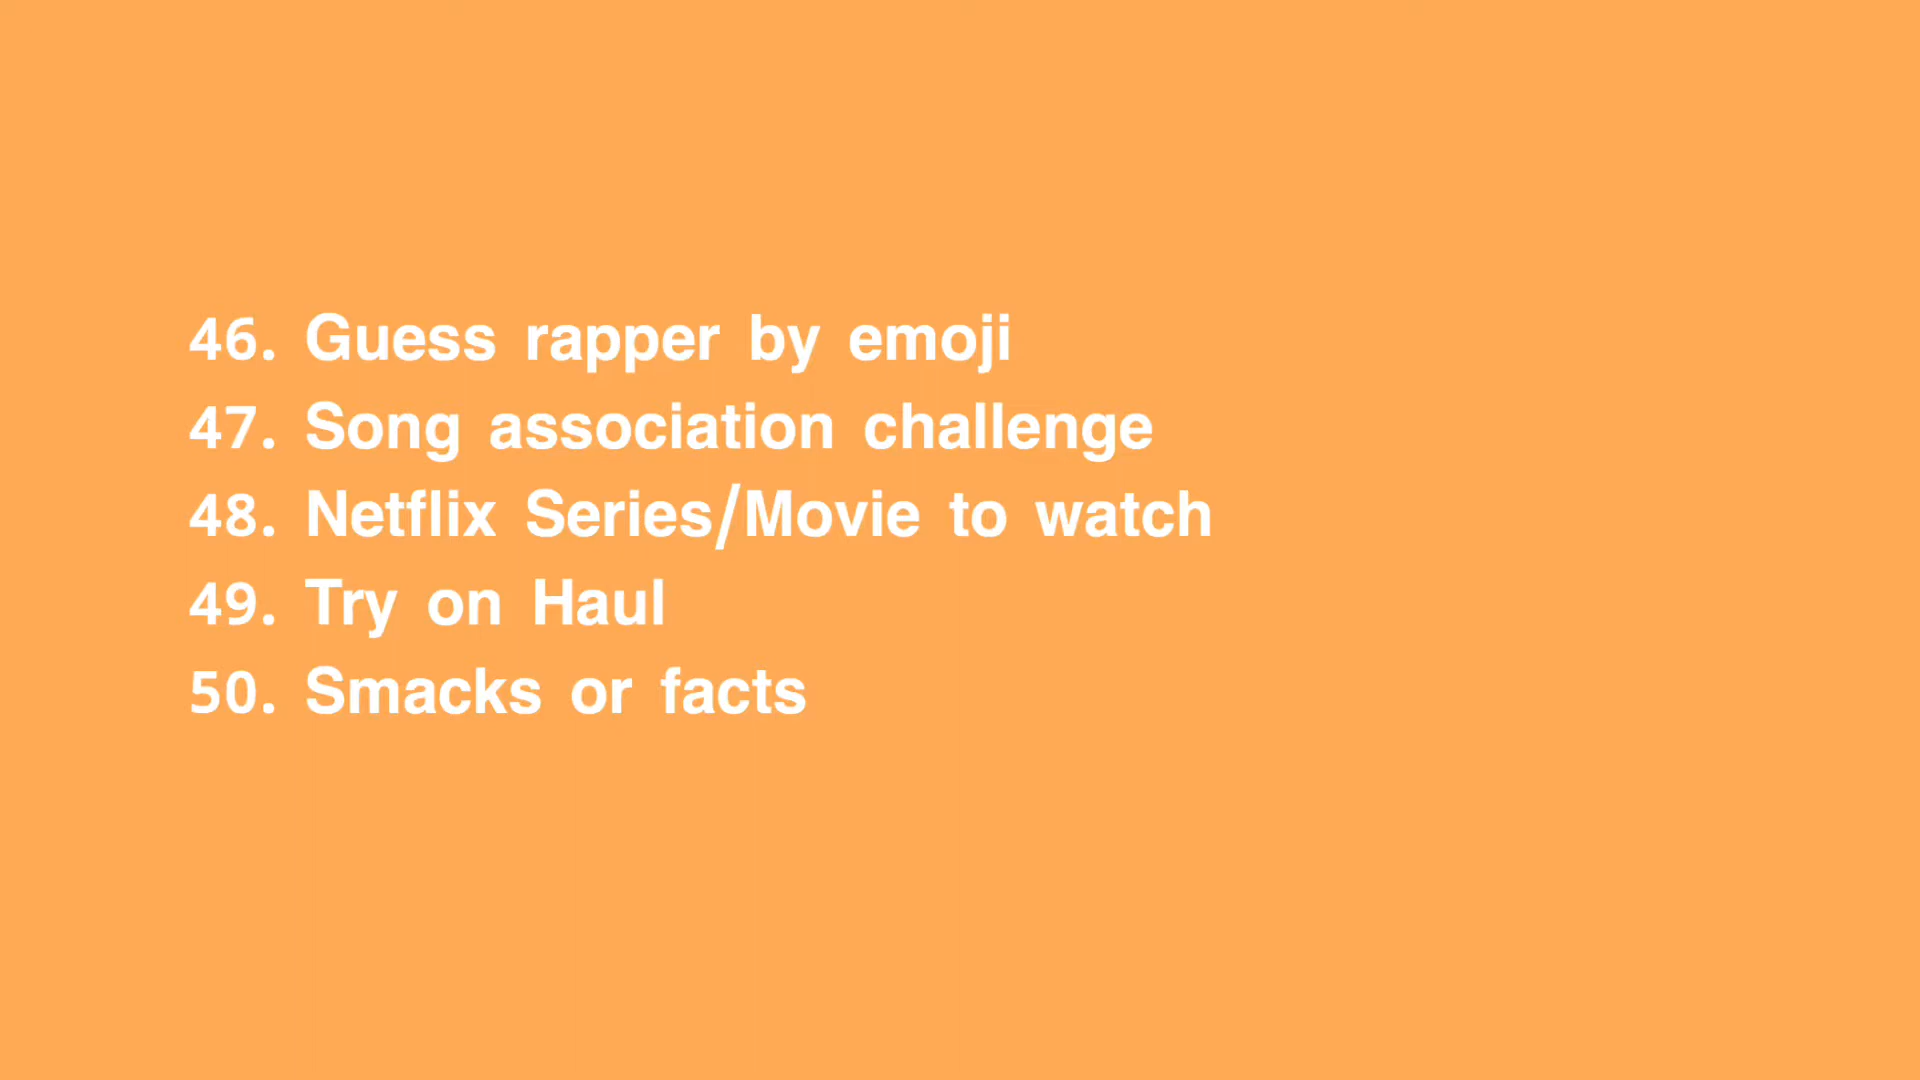 46. Guess rapper by emoji
47. Song association challenge
48. Netflix Series/Movie to watch
49. Try on Haul
50. Smacks or facts